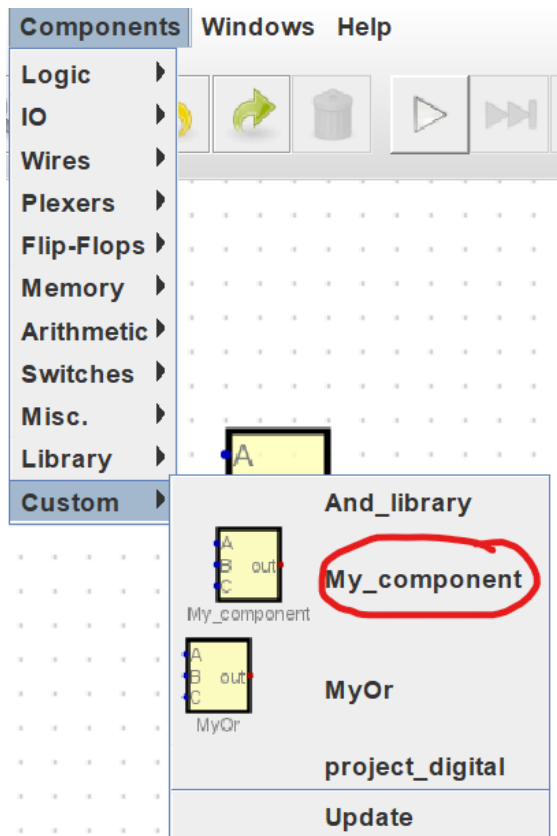 Components Windows Help
Logic
IO
Wires
Plexers
Flip-Flops
Memory
Arithmetic
Switches
Misc.
Library
A
Custom
And_library
A
B out
C
My_component
My_component
A
B out
C
MyOr
MyOr
project_digital
Update